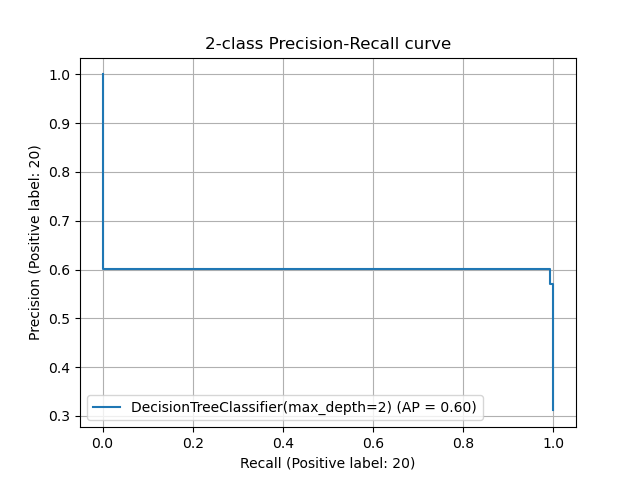 2-class Precision-Recall curve
1.0
0.9
0.8
0.7
0.6
0.5
0.4
0.3
Precision (Positive label: 20)
DecisionTreeClassifier(max_depth=2) (AP = 0.60)
0.0 0.2 0.4 0.6 0.8 1.0
Recall (Positive label: 20)